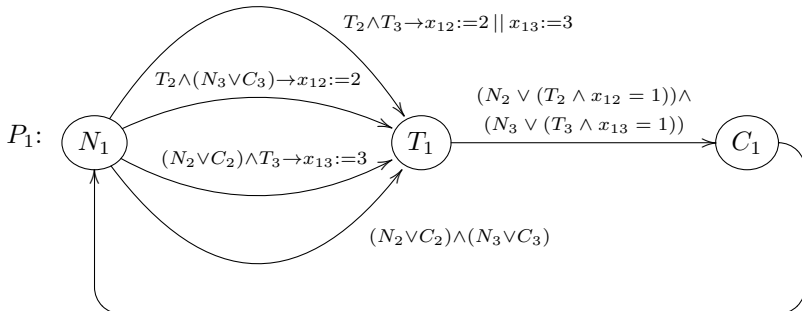 T₂∧T₃→x₁₂:=2 || x₁₃:=3
T₂∧(N₃∨C₃)→x₁₂:=2
(N₂ ∨ (T₂ ∧ x₁₂ = 1))∧
(N₃ ∨ (T₃ ∧ x₁₃ = 1))
P₁: N₁ T₁ C₁
(N₂∨C₂)∧T₃→x₁₃:=3
(N₂∨C₂)∧(N₃∨C₃)